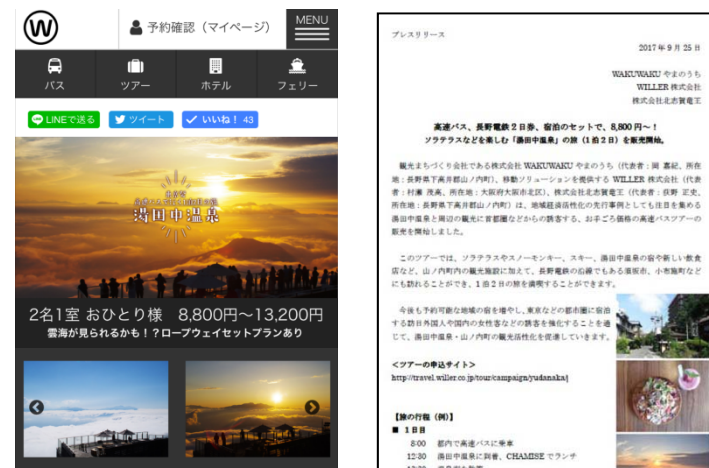 W
予約確認（マイページ）
MENU
バス
ツアー
ホテル
フェリー
LINEで送る
ツイート
いいね！ 43
湯田中温泉
2名1室 おひとり様　8,800円〜13,200円
雲海が見られるかも！？ロープウェイセットプランあり
プレスリリース
2017年9月25日
WAKUWAKU やまのうち
WILLER 株式会社
株式会社北志賀竜王
高速バス、長野電鉄2日券、宿泊のセットで、8,800円〜！
ソラテラスなどを楽しむ「湯田中温泉」の旅（1泊2日）を販売開始。
観光まちづくり会社である株式会社 WAKUWAKU やまのうち（代表者：岡 嘉紀、所在
地：長野県下高井郡山ノ内町）、移動ソリューションを提供する WILLER 株式会社（代表
者：村瀬 茂高、所在地：大阪府大阪市北区）、株式会社北志賀竜王（代表者：荻野 正史、
所在地：長野県下高井郡山ノ内町）は、地域経済活性化の先行事例としても注目を集める
湯田中温泉と周辺の観光に首都圏などからの誘客する、お手ごろ価格の高速バスツアーの
販売を開始しました。
このツアーでは、ソラテラスやスノーモンキー、スキー、湯田中温泉の宿や新しい飲食
店など、山ノ内町内の観光施設に加えて、長野電鉄の沿線でもある須坂市、小布施町など
にも訪れることができ、1泊2日の旅を満喫することができます。
今後も予約可能な地域の宿を増やし、東京などの都市圏に宿泊
する訪日外国人や国内の女性客などの誘客を強化することを通
じて、湯田中温泉・山ノ内町の観光活性化を促進していきます。
＜ツアーの申込サイト＞
http://travel.willer.co.jp/tour/campaign/yudanaka/
【旅の行程（例）】
■ 1日目
8:00 都内で高速バスに乗車
12:30 湯田中温泉に到着、CHAMISE でランチ